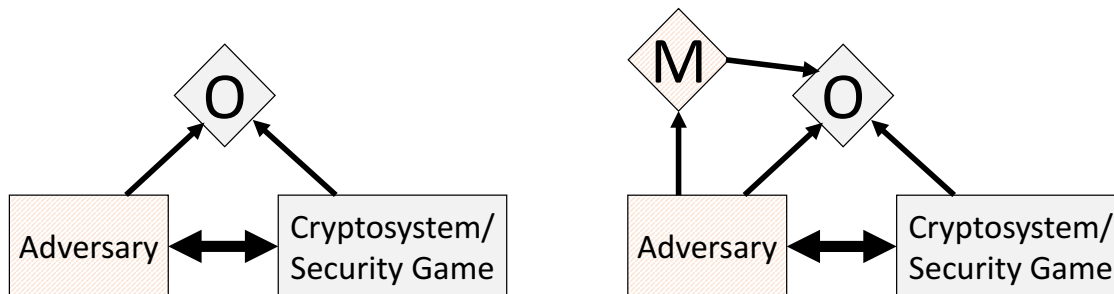 O
Adversary
Cryptosystem/
Security Game
M
O
Adversary
Cryptosystem/
Security Game